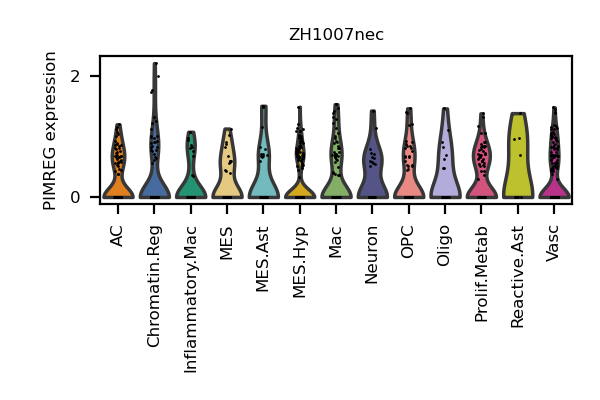 ZH1007nec
PIMREG expression
2
0
AC
Chromatin.Reg
Inflammatory.Mac
MES
MES.Ast
MES.Hyp
Mac
Neuron
OPC
Oligo
Prolif.Metab
Reactive.Ast
Vasc